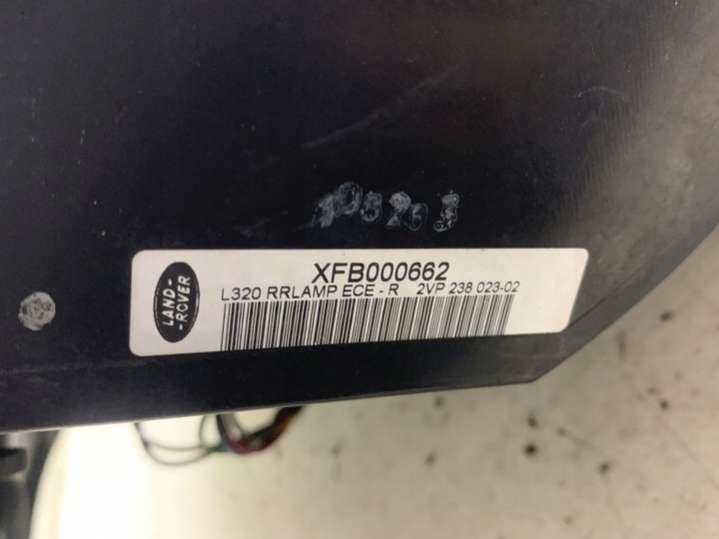 XFB000662
L320 RRLAMP ECE - R 2VP 238 023-02
LAND-
-ROVER